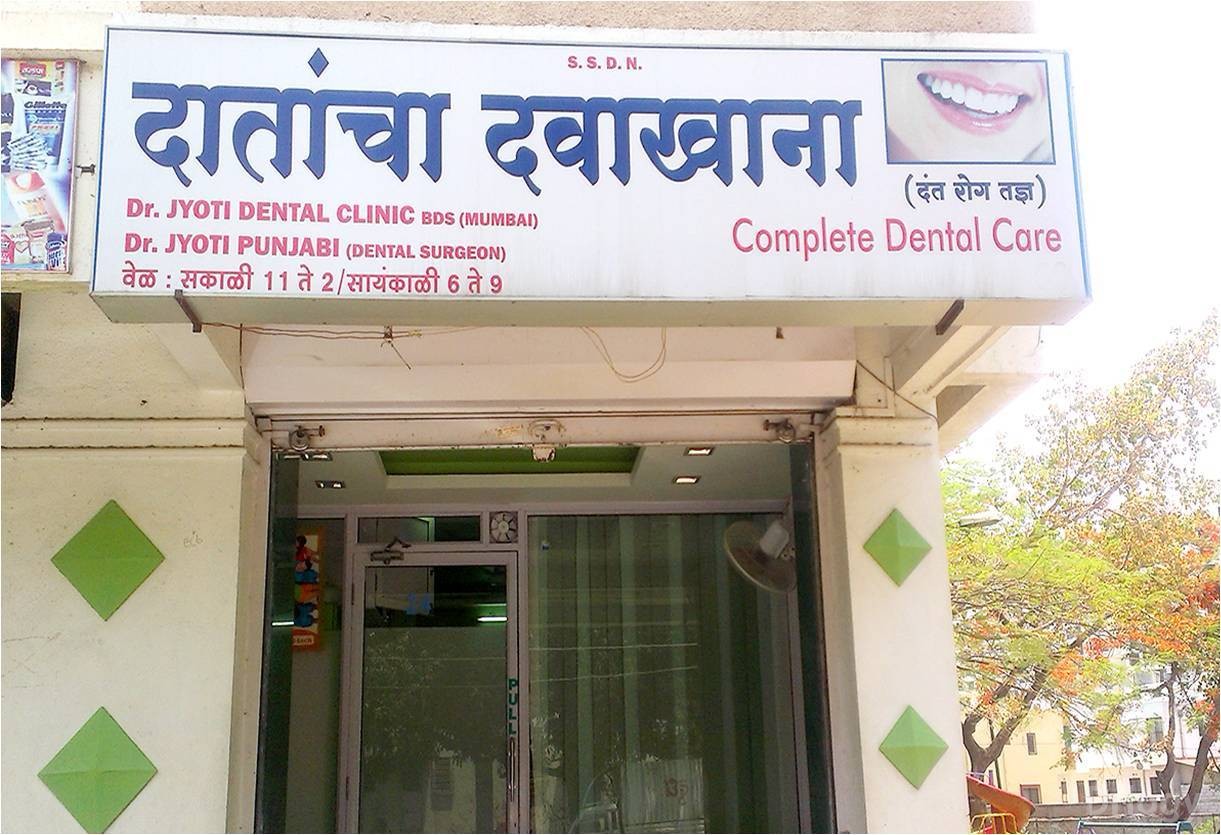 S. S. D. N.
दातांचा दवाखाना
(दंत रोग तज्ञ)
Dr. JYOTI DENTAL CLINIC BDS (MUMBAI)
Complete Dental Care
Dr. JYOTI PUNJABI (DENTAL SURGEON)
वेळ : सकाळी 11 ते 2/सायंकाळी 6 ते 9
Gillette
PULL